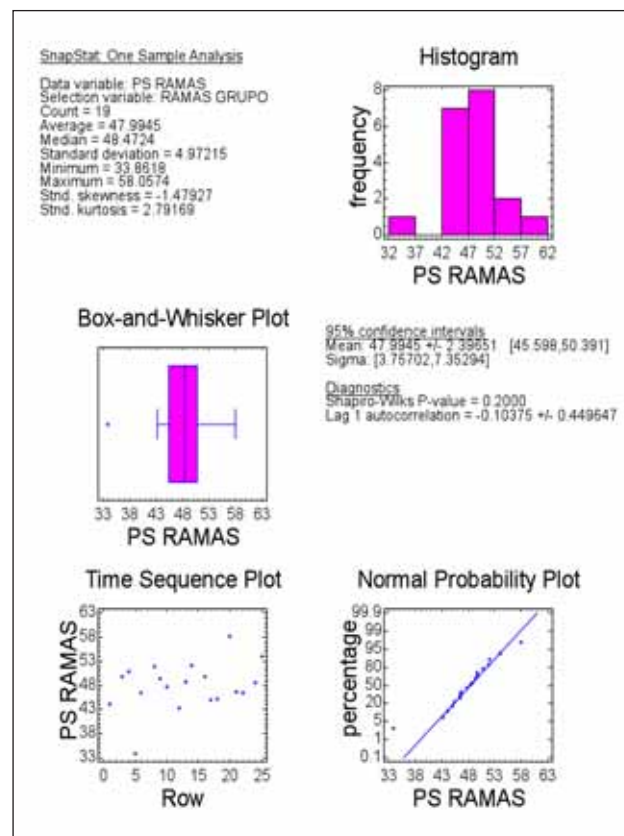 SnapStat: One Sample Analysis
Data variable: PS RAMAS
Selection variable: RAMAS GRUPO
Count = 19
Average = 47.9945
Median = 48.4724
Standard deviation = 4.97215
Minimum = 33.8618
Maximum = 58.0574
Stnd. skewness = -1.47927
Stnd. kurtosis = 2.79169
Histogram
frequency
8
6
4
2
0
32 37 42 47 52 57 62
PS RAMAS
Box-and-Whisker Plot
33 38 43 48 53 58 63
PS RAMAS
95% confidence intervals
Mean: 47.9945 +/- 2.39651 [45.598,50.391]
Sigma: [3.75702,7.35294]
Diagnostics
Shapiro-Wilks P-value = 0.2000
Lag 1 autocorrelation = -0.10375 +/- 0.449647
Time Sequence Plot
PS RAMAS
63
58
53
48
43
38
33
0 5 10 15 20 25
Row
Normal Probability Plot
percentage
99.9
99
95
80
50
20
5
1
0.1
33 38 43 48 53 58 63
PS RAMAS